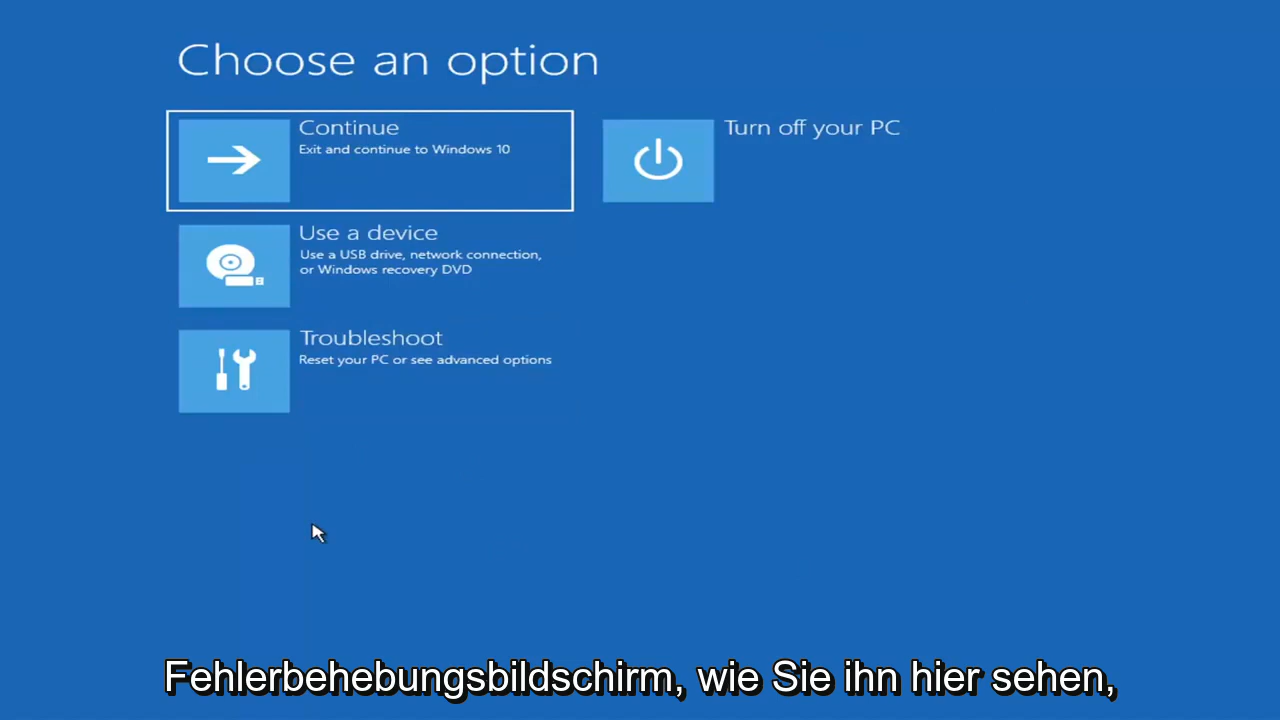 Choose an option
Continue
Exit and continue to Windows 10
Turn off your PC
Use a device
Use a USB drive, network connection,
or Windows recovery DVD
Troubleshoot
Reset your PC or see advanced options
Fehlerbehebungsbildschirm, wie Sie ihn hier sehen,